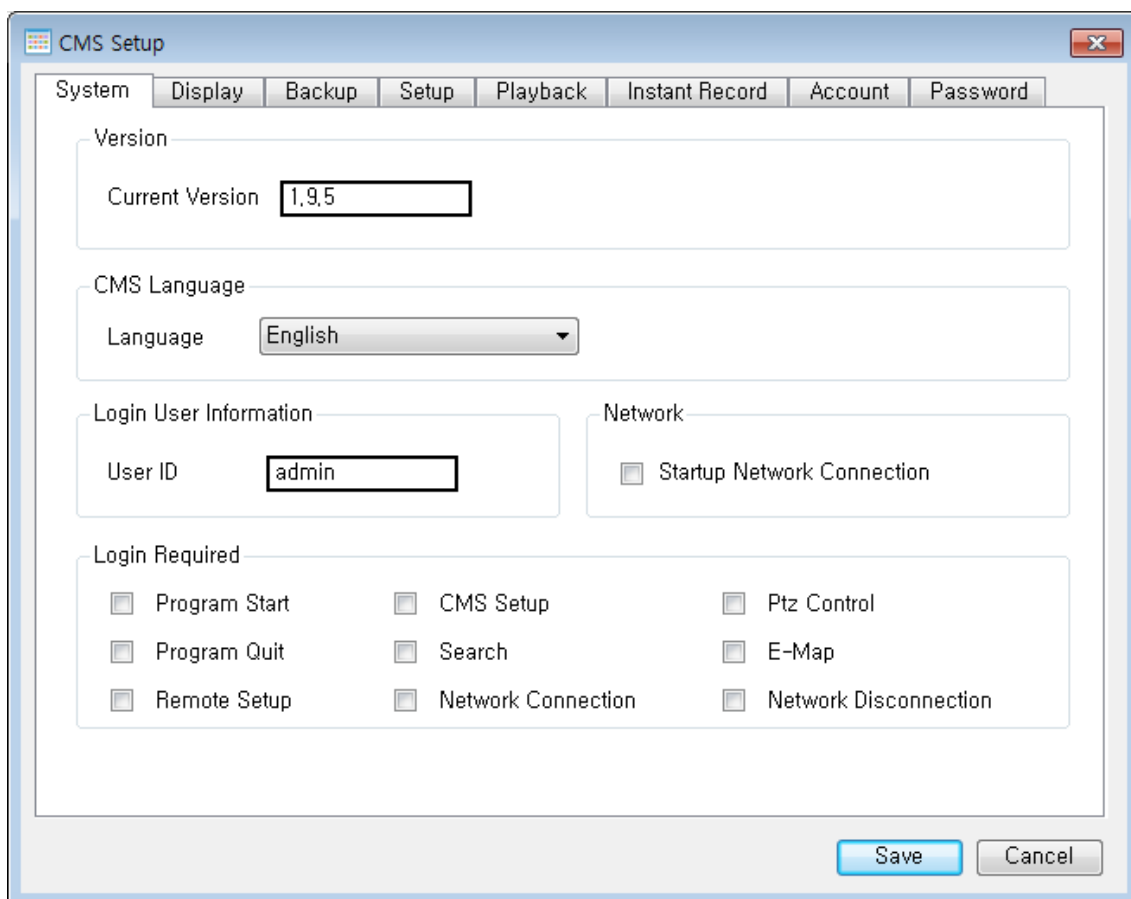 CMS Setup
System Display Backup Setup Playback Instant Record Account Password
Version
Current Version 1,9,5
CMS Language
Language English
Login User Information Network
User ID admin Startup Network Connection
Login Required
Program Start CMS Setup Ptz Control
Program Quit Search E-Map
Remote Setup Network Connection Network Disconnection
Save Cancel